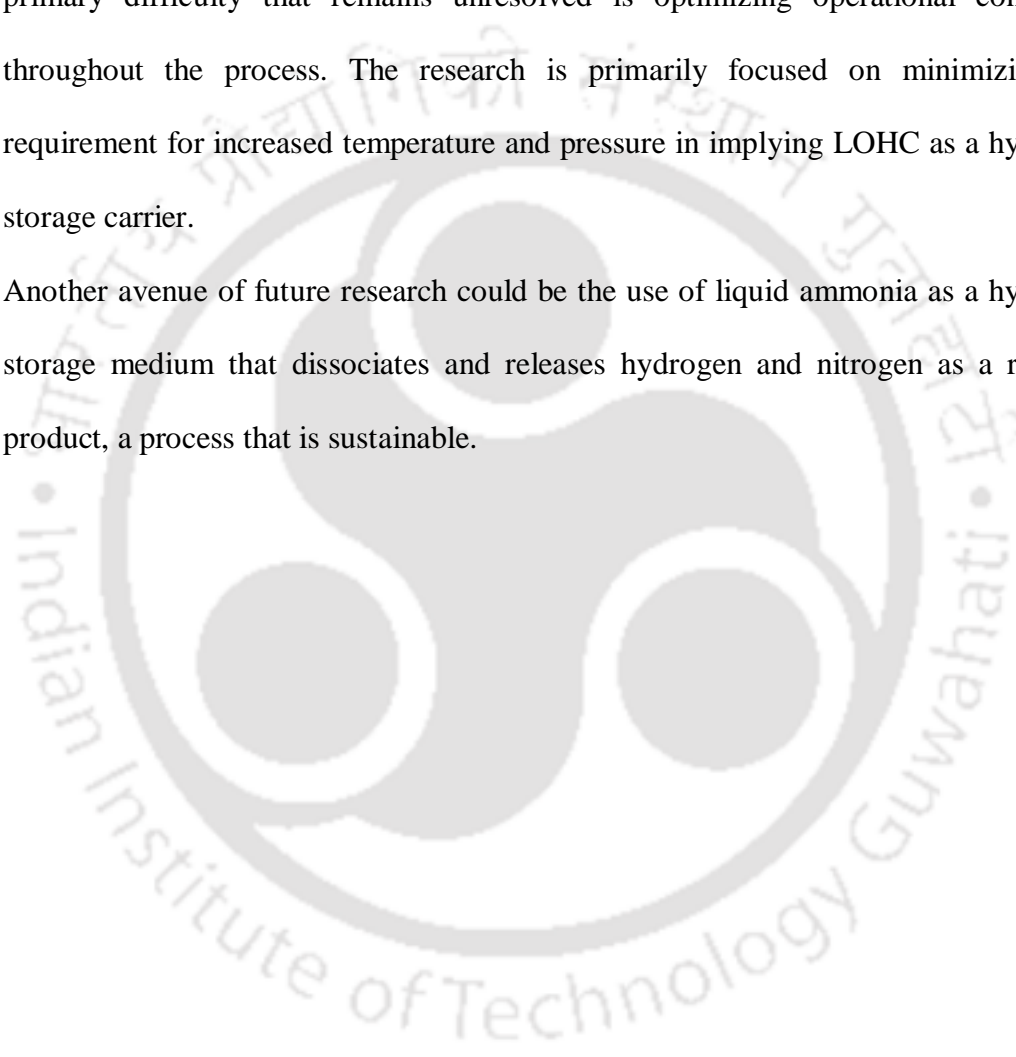 primary difficulty that remains unresolved is optimizing operational
throughout the process. The research is primarily focused on
requirement for increased temperature and pressure in implying LOHC as a
storage carrier.
Another avenue of future research could be the use of liquid ammonia as a
storage medium that dissociates and releases hydrogen and nitrogen as a
product, a process that is sustainable.
Indian Institute of Technology Guwahati